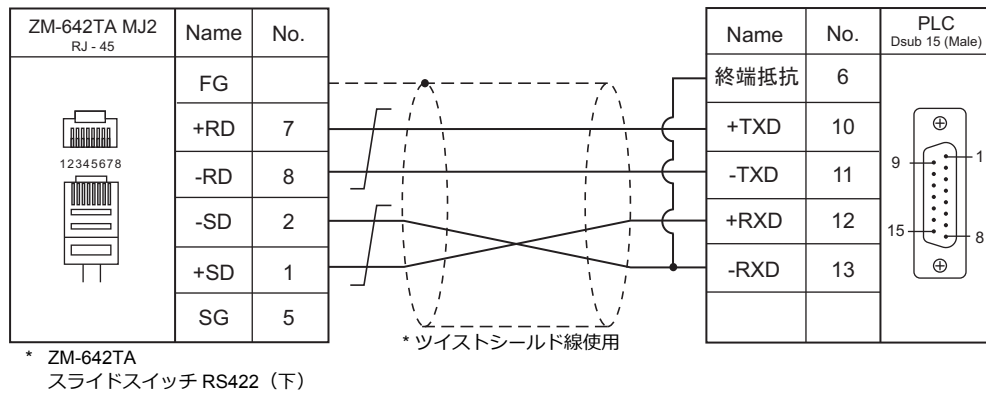 ZM-642TA MJ2
RJ - 45
Name
No.
FG
+RD
7
-RD
8
-SD
2
+SD
1
SG
5
12345678
* ツイストシールド線使用
Name
No.
PLC
Dsub 15 (Male)
終端抵抗
6
+TXD
10
-TXD
11
+RXD
12
-RXD
13
9
1
15
8
* ZM-642TA
スライドスイッチ RS422（下）